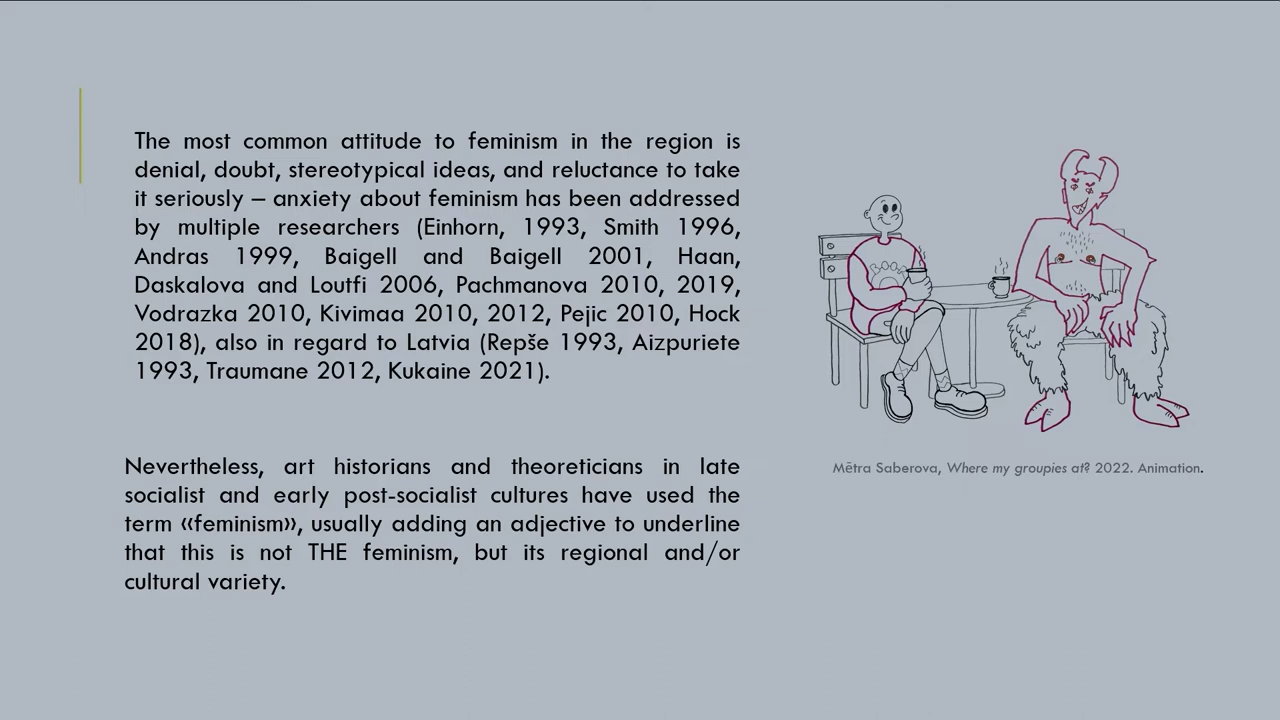 The most common attitude to feminism in the region is
denial, doubt, stereotypical ideas, and reluctance to take
it seriously – anxiety about feminism has been addressed
by multiple researchers (Einhorn, 1993, Smith 1996,
Andras 1999, Baigell and Baigell 2001, Haan,
Daskalova and Loutfi 2006, Pachmanova 2010, 2019,
Vodrazka 2010, Kivimaa 2010, 2012, Pejic 2010, Hock
2018), also in regard to Latvia (Repše 1993, Aizpuriete
1993, Traumane 2012, Kukaine 2021).
Nevertheless, art historians and theoreticians in late
socialist and early post-socialist cultures have used the
term «feminism», usually adding an adjective to underline
that this is not THE feminism, but its regional and/or
cultural variety.
Mētra Saberova, Where my groupies at? 2022. Animation.